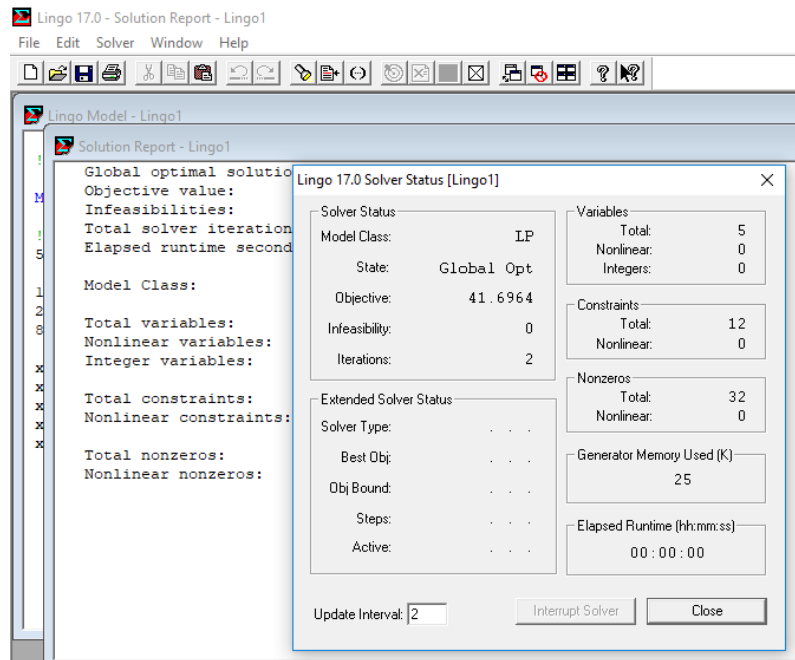 Lingo 17.0 - Solution Report - Lingo1
File Edit Solver Window Help
Lingo Model - Lingo1
Solution Report - Lingo1
!
M
!
5
1
2
8
x
x
x
x
x
Global optimal solutio
Objective value:
Infeasibilities:
Total solver iteration
Elapsed runtime second
Model Class:
Total variables:
Nonlinear variables:
Integer variables:
Total constraints:
Nonlinear constraints:
Total nonzeros:
Nonlinear nonzeros:
Lingo 17.0 Solver Status [Lingo1]
Solver Status
Model Class: LP
State: Global Opt
Objective: 41.6964
Infeasibility: 0
Iterations: 2
Extended Solver Status
Solver Type: . . .
Best Obj: . . .
Obj Bound: . . .
Steps: . . .
Active: . . .
Variables
Total: 5
Nonlinear: 0
Integers: 0
Constraints
Total: 12
Nonlinear: 0
Nonzeros
Total: 32
Nonlinear: 0
Generator Memory Used (K)
25
Elapsed Runtime (hh:mm:ss)
00:00:00
Update Interval: 2
Interrupt Solver
Close